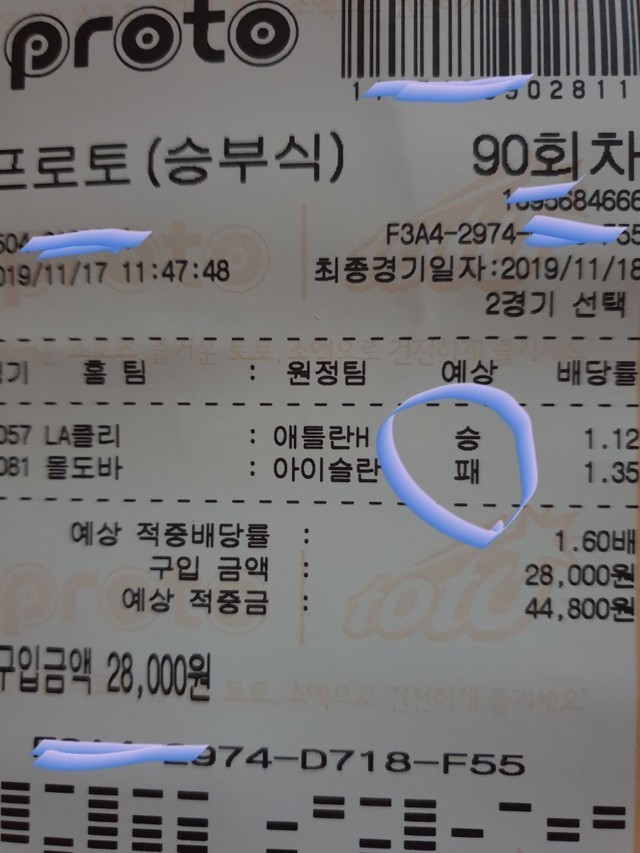 proto
02811
프로토(승부식) 90회차
684666
F3A4-2974-
2019/11/17 11:47:48 최종경기일자:2019/11/18
2경기 선택
경기 홈팀 : 원정팀 예상 배당률
057 LA클리 : 애틀란H 승 1.12
081 몰도바 : 아이슬란 패 1.35
예상 적중배당률 : 1.60배
구입 금액 : 28,000원
예상 적중금 : 44,800원
구입금액 28,000원
2974-D718-F55